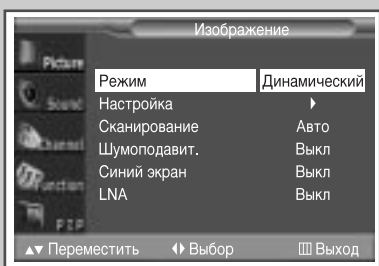 Изображение
Picture
Режим Динамический
Sound
Настройка
Сканирование Авто
Channel
Шумоподавит. Выкл
Синий экран Выкл
Function
LNA Выкл
PIP
▲▼ Переместить ◄► Выбор Выход